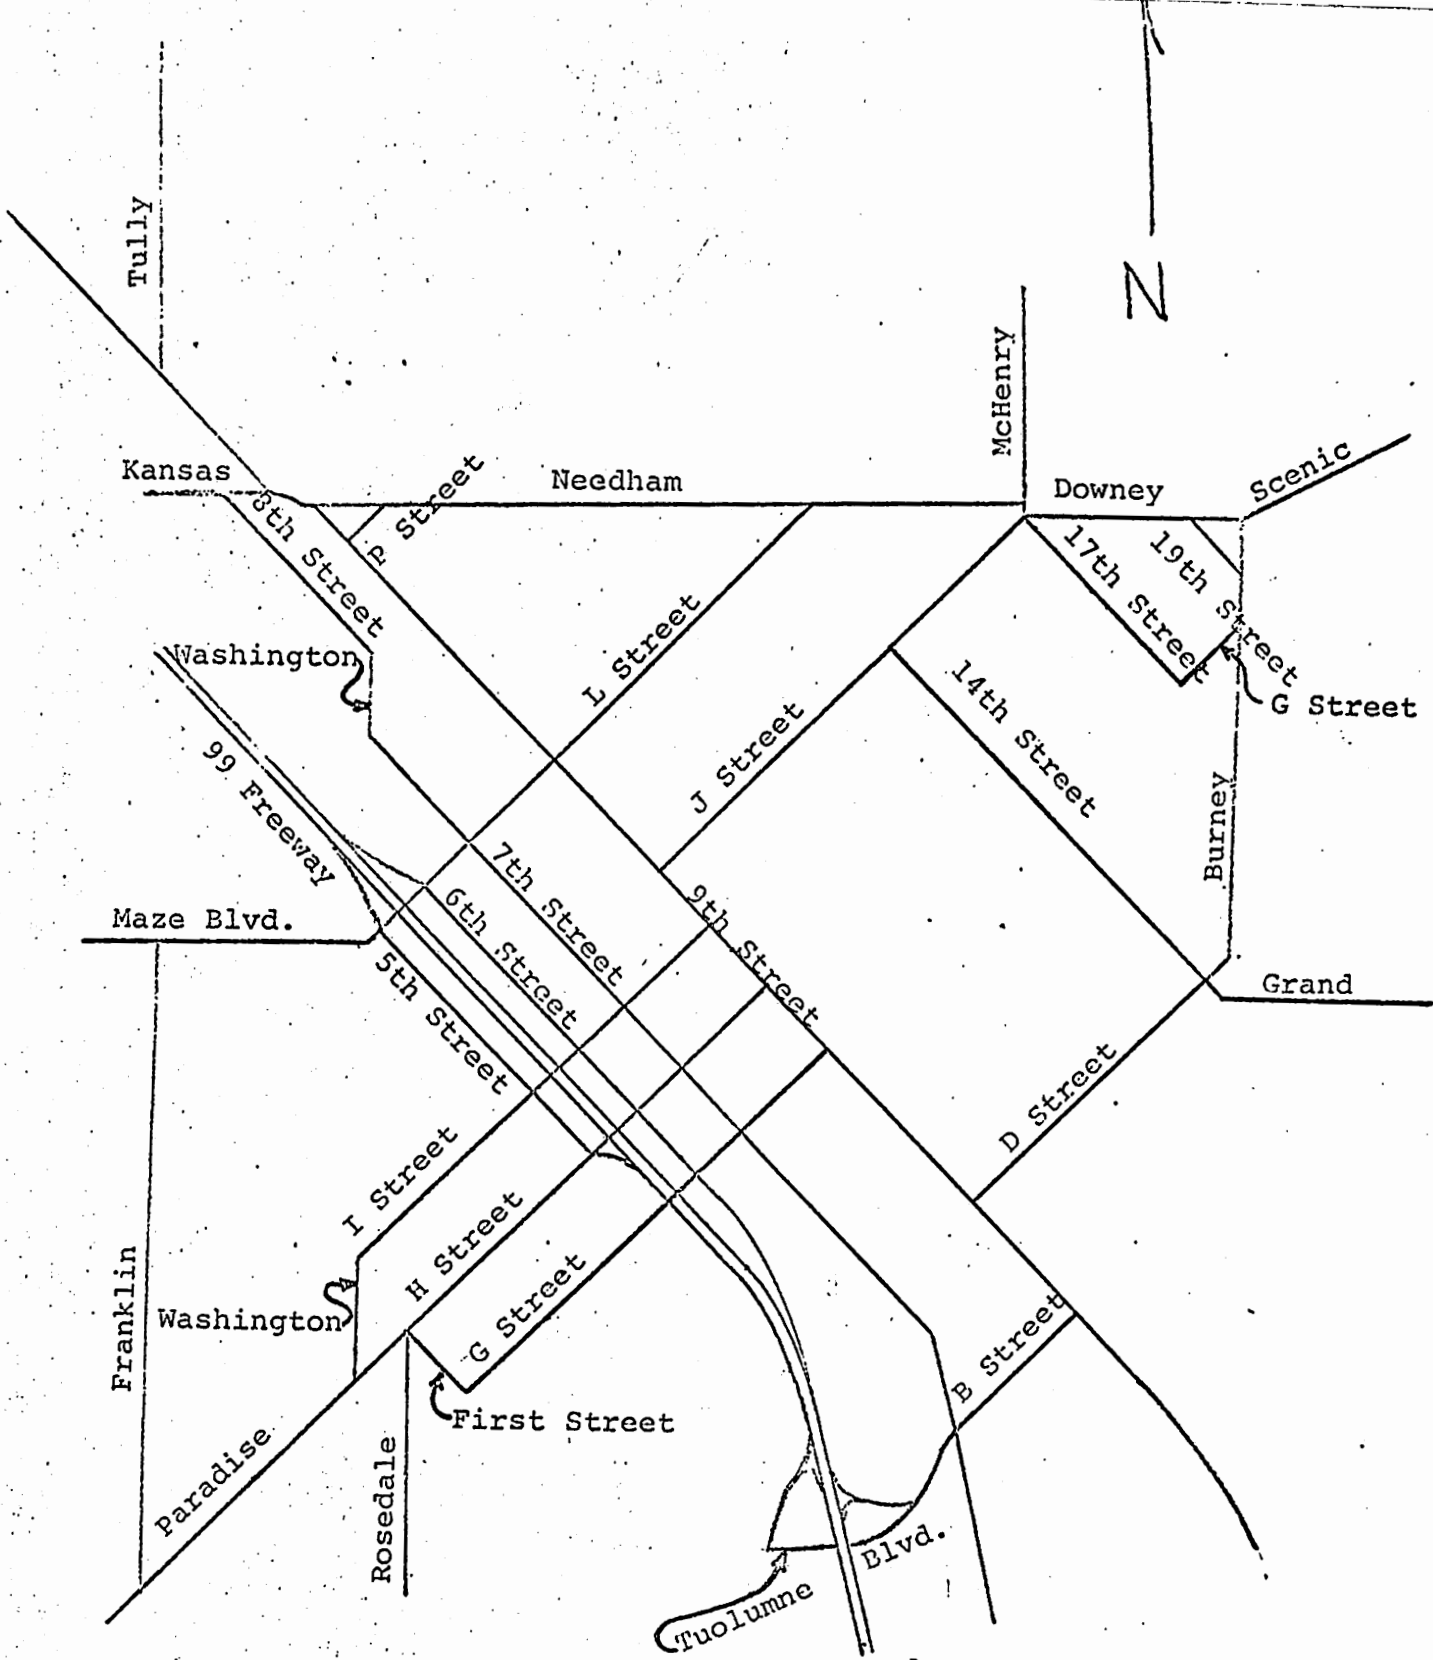 Tully
N
McHenry
Kansas
Needham
Downey
Scenic
8th Street
P Street
17th Street
19th Street
Washington
L Street
14th Street
G Street
J Street
99 Freeway
Burney
7th Street
6th Street
9th Street
Maze Blvd.
5th Street
Grand
D Street
I Street
H Street
Franklin
Washington
G Street
B Street
First Street
Paradise
Rosedale
Tuolumne Blvd.